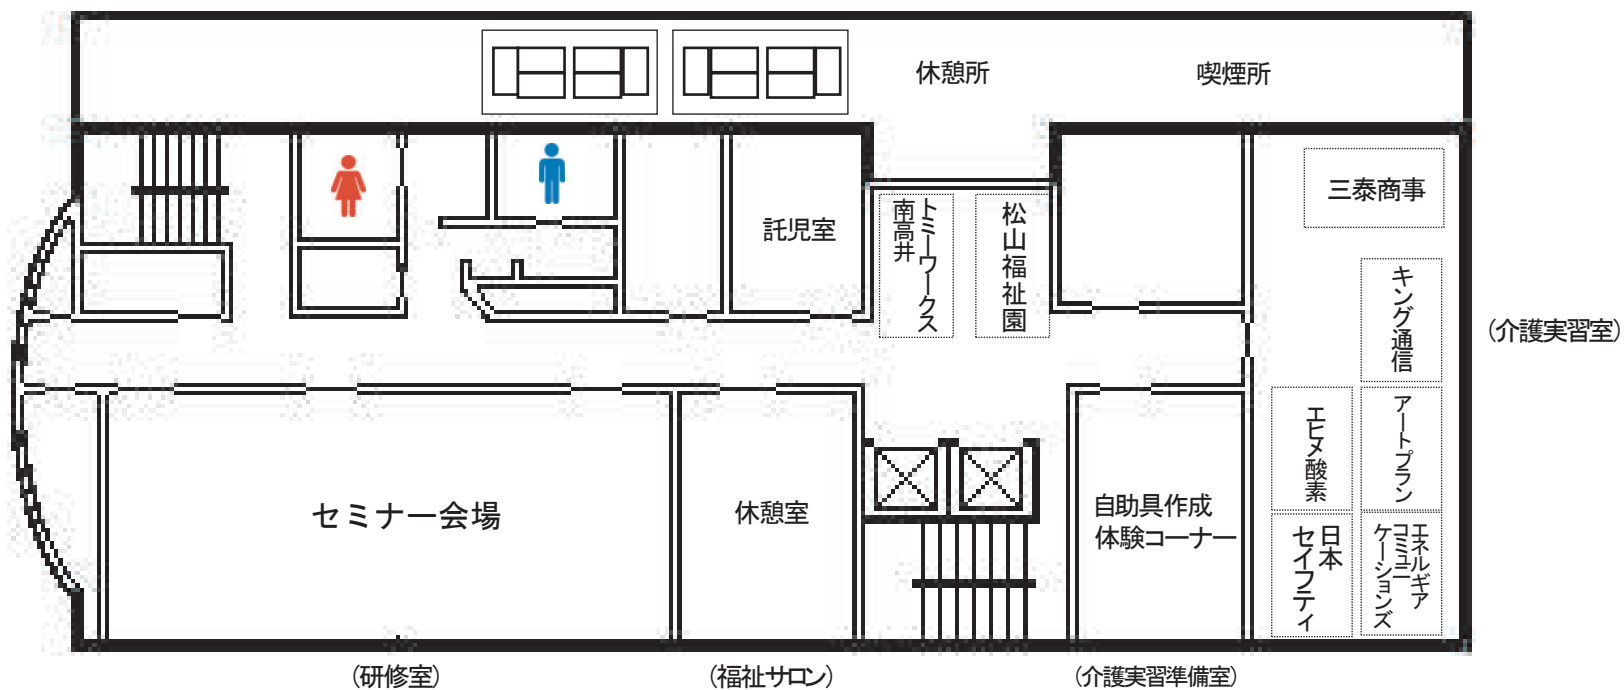 休憩所
喫煙所
三泰商事
託児室
トミーワークス
南高井
松山福祉園
キング通信
(介護実習室)
エヒメ酸素
アートプラン
セミナー会場
休憩室
自助具作成
体験コーナー
日本
セイフティ
エネルギア
コミュニ
ケーションズ
(研修室)
(福祉サロン)
(介護実習準備室)